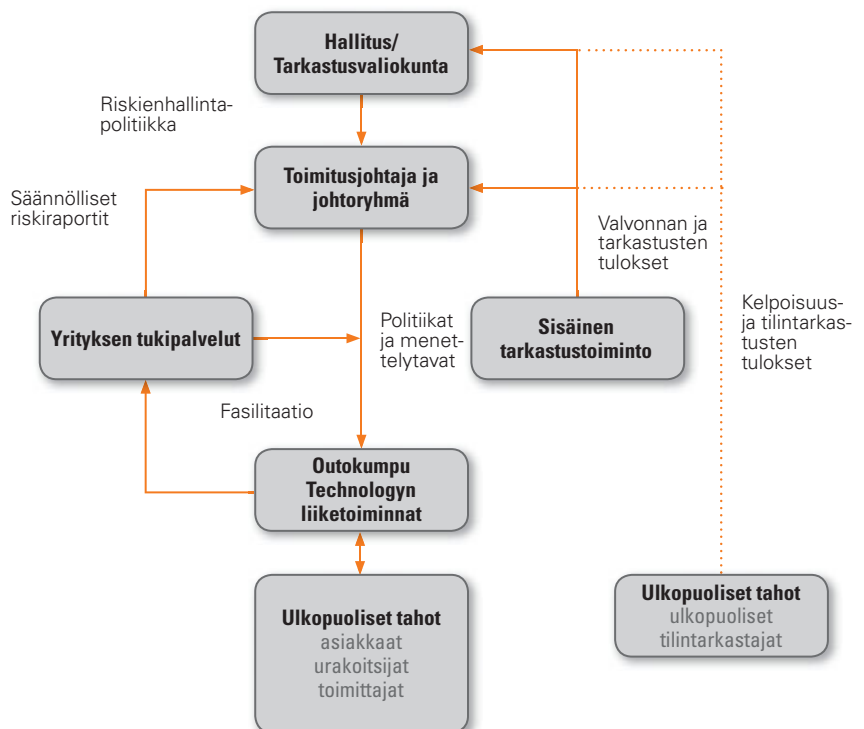 Hallitus/
Tarkastusvaliokunta
Riskienhallinta-
politiikka
Toimitusjohtaja ja
johtoryhmä
Säännölliset
riskiraportit
Valvonnan ja
tarkastusten
tulokset
Yrityksen tukipalvelut
Politiikat
ja menet-
telytavat
Sisäinen
tarkastustoiminto
Kelpoisuus-
ja tilintarkas-
tusten
tulokset
Fasilitaatio
Outokumpu
Technologyn
liiketoiminnat
Ulkopuoliset tahot
asiakkaat
urakoitsijat
toimittajat
Ulkopuoliset tahot
ulkopuoliset
tilintarkastajat